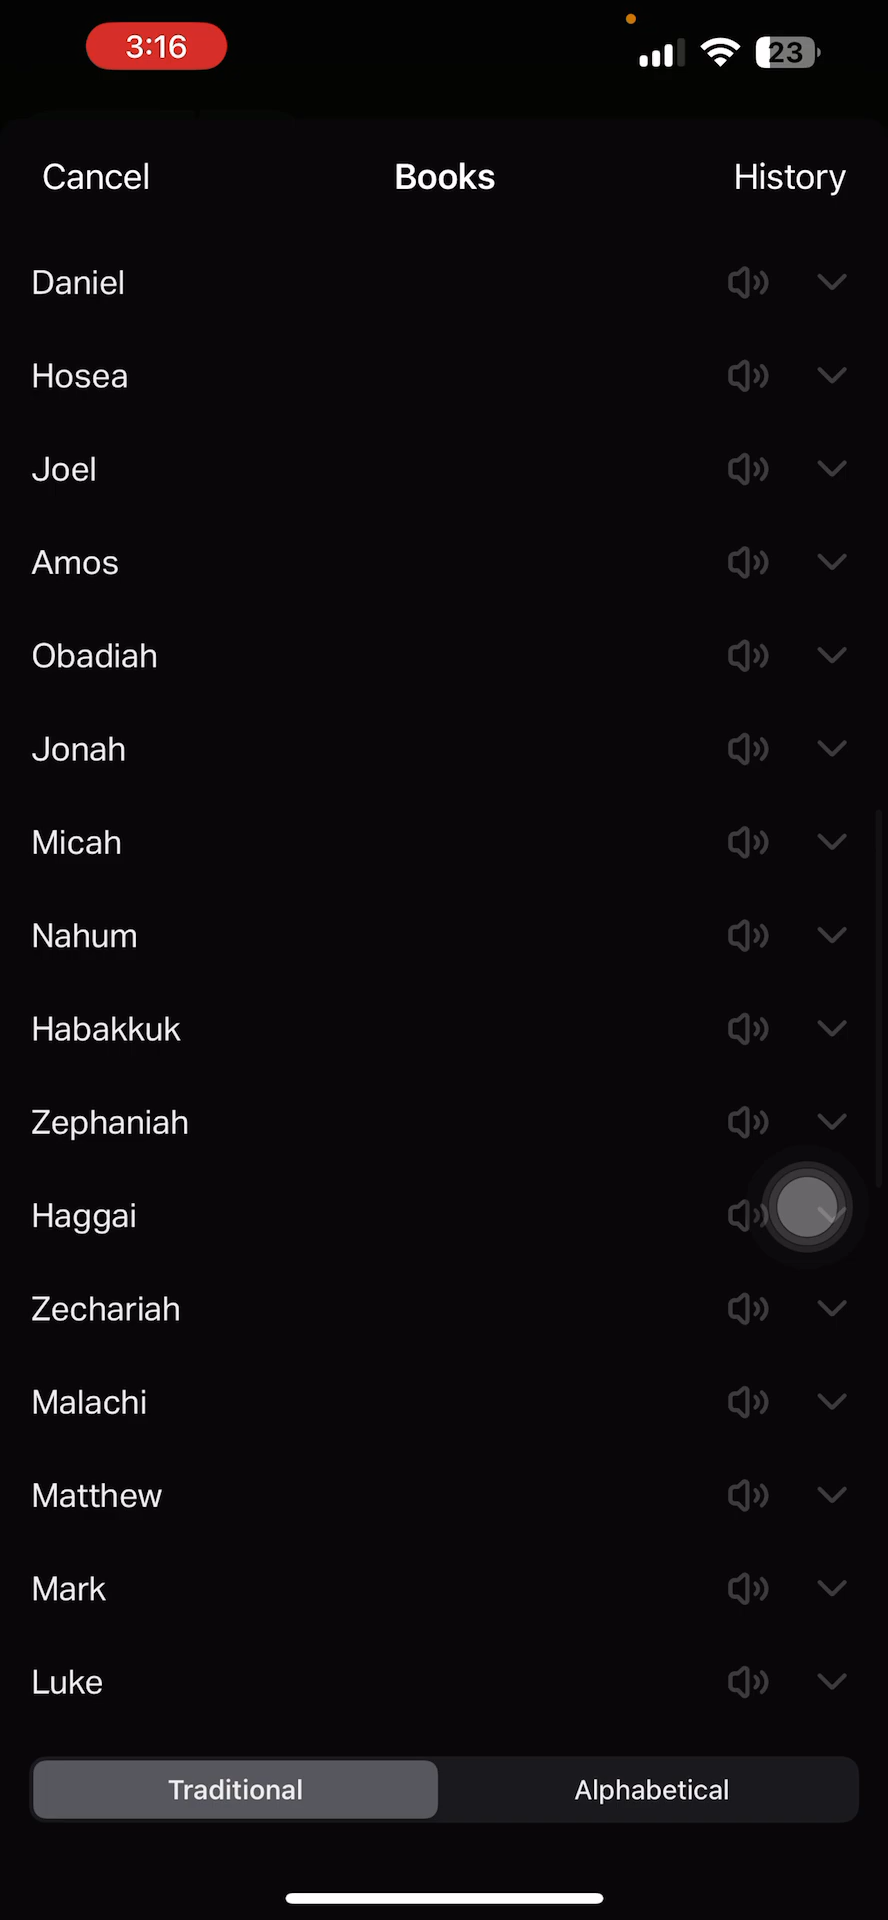 3:16
23
Cancel Books History
Daniel
Hosea
Joel
Amos
Obadiah
Jonah
Micah
Nahum
Habakkuk
Zephaniah
Haggai
Zechariah
Malachi
Matthew
Mark
Luke
Traditional Alphabetical